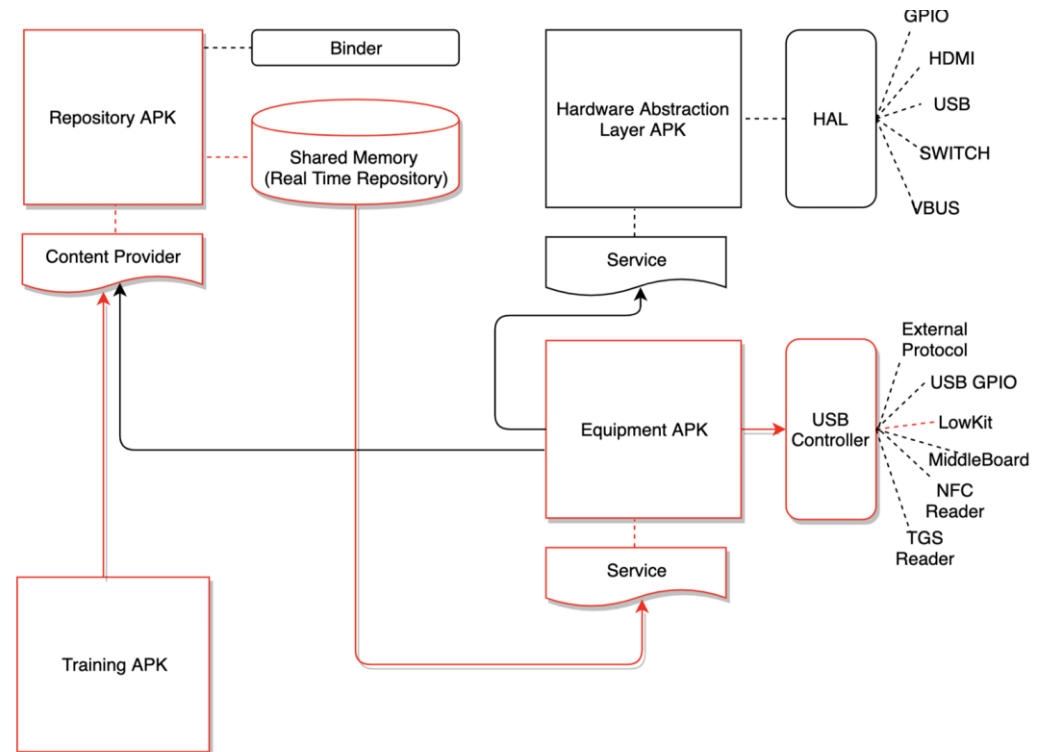 Repository APK
Binder
Shared Memory
(Real Time Repository)
Content Provider
Training APK
Hardware Abstraction
Layer APK
HAL
GPIO
HDMI
USB
SWITCH
VBUS
Service
Equipment APK
USB
Controller
External
Protocol
USB GPIO
LowKit
MiddleBoard
NFC
Reader
TGS
Reader
Service